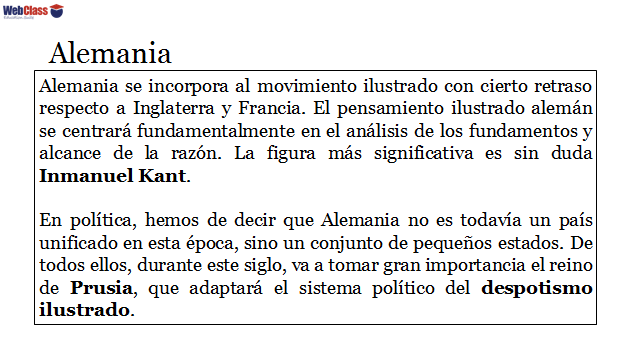 WebClass
Alemania
Alemania se incorpora al movimiento ilustrado con cierto retraso
respecto a Inglaterra y Francia. El pensamiento ilustrado alemán
se centrará fundamentalmente en el análisis de los fundamentos y
alcance de la razón. La figura más significativa es sin duda
Inmanuel Kant.
En política, hemos de decir que Alemania no es todavía un país
unificado en esta época, sino un conjunto de pequeños estados. De
todos ellos, durante este siglo, va a tomar gran importancia el reino
de Prusia, que adaptará el sistema político del despotismo
ilustrado.